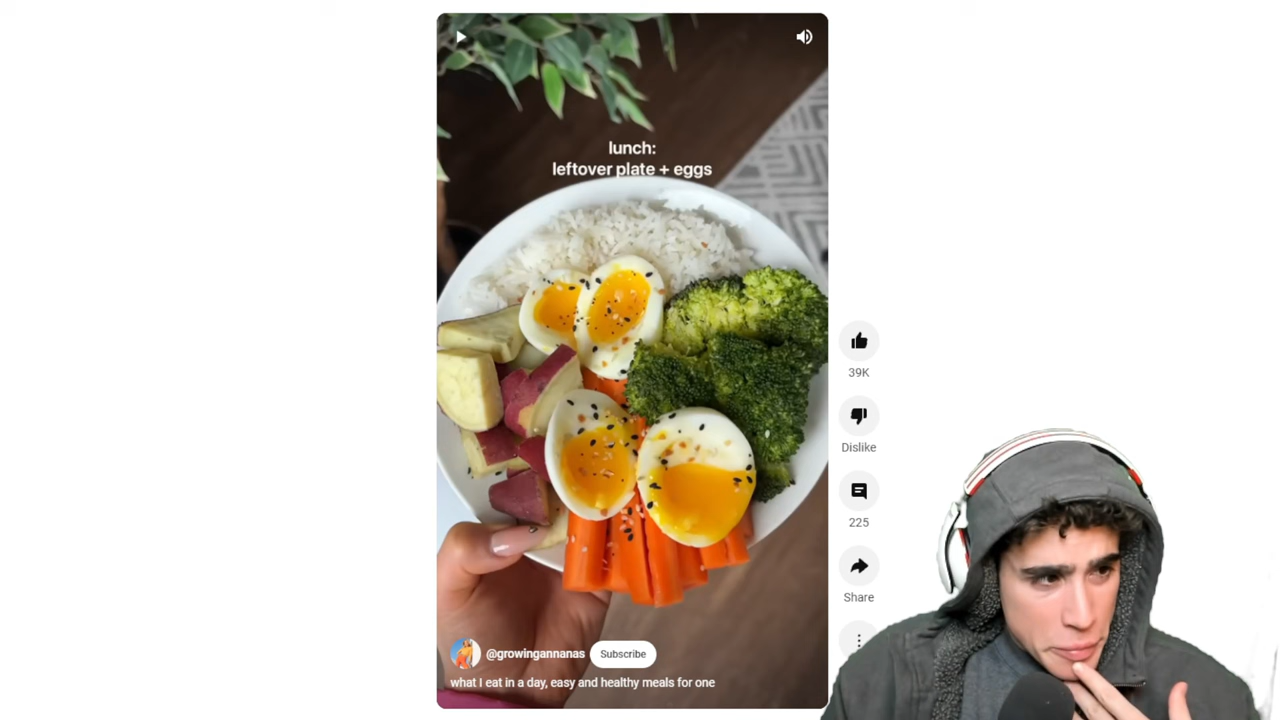 lunch:
leftover plate + eggs
39K
Dislike
225
Share
@growingannanas Subscribe
what I eat in a day, easy and healthy meals for one